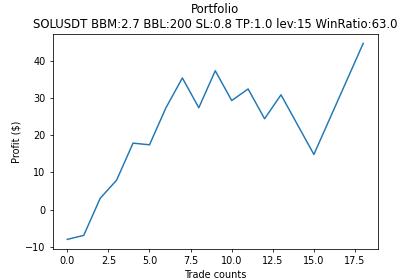 Portfolio
SOLUSDT BBM:2.7 BBL:200 SL:0.8 TP:1.0 lev:15 WinRatio:63.0
40
30
20
10
0
−10
Profit ($)
0.0 2.5 5.0 7.5 10.0 12.5 15.0 17.5
Trade counts